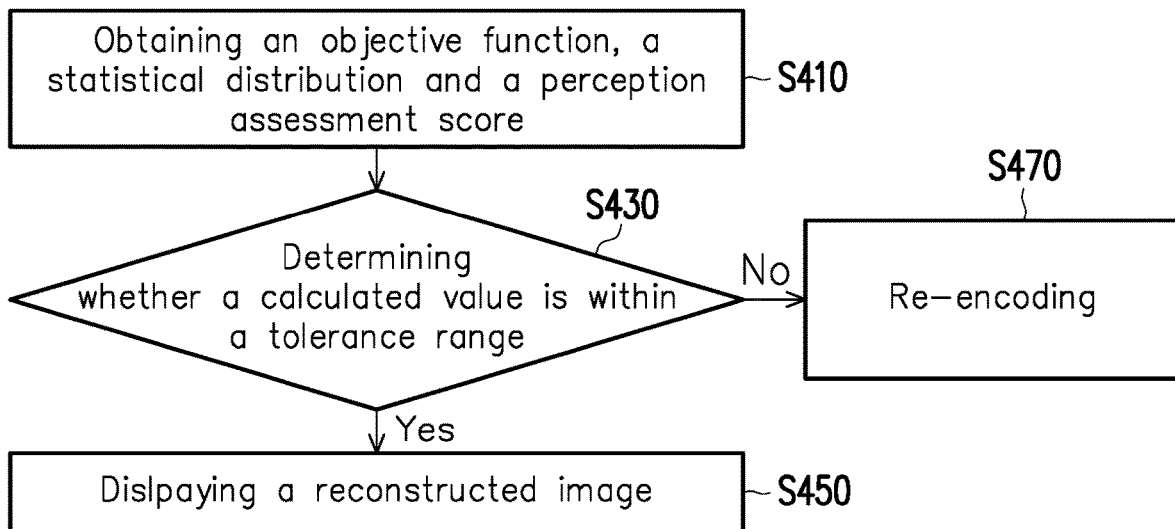 Obtaining an objective function, a
statistical distribution and a perception
assessment score
S410
S430
Determining
whether a calculated value is within
a tolerance range
No
S470
Re-encoding
Yes
Dislpaying a reconstructed image
S450